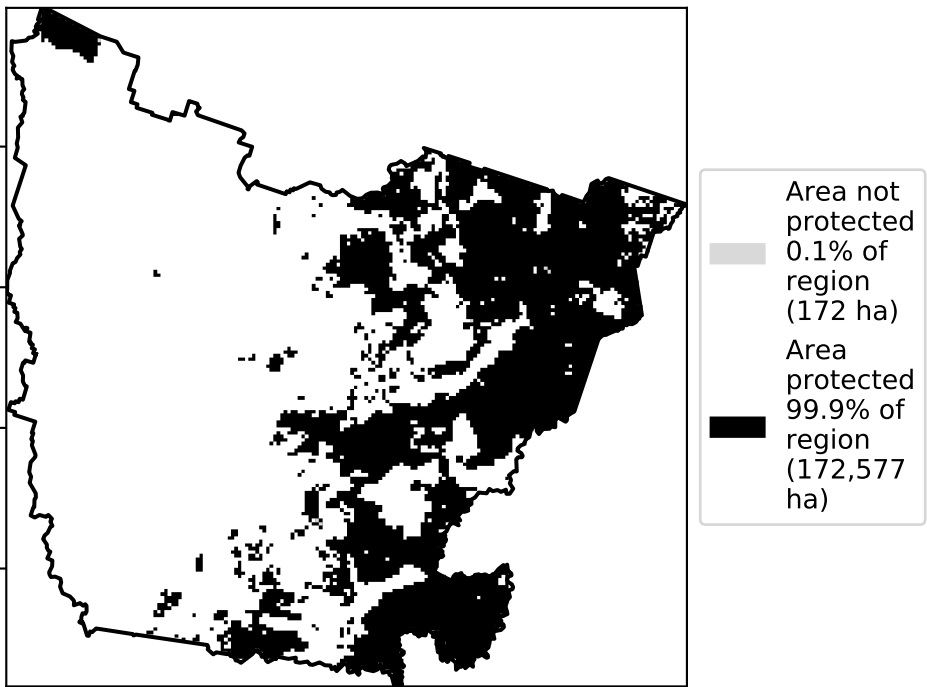 Area not
protected
0.1% of
region
(172 ha)
Area
protected
99.9% of
region
(172,577
ha)